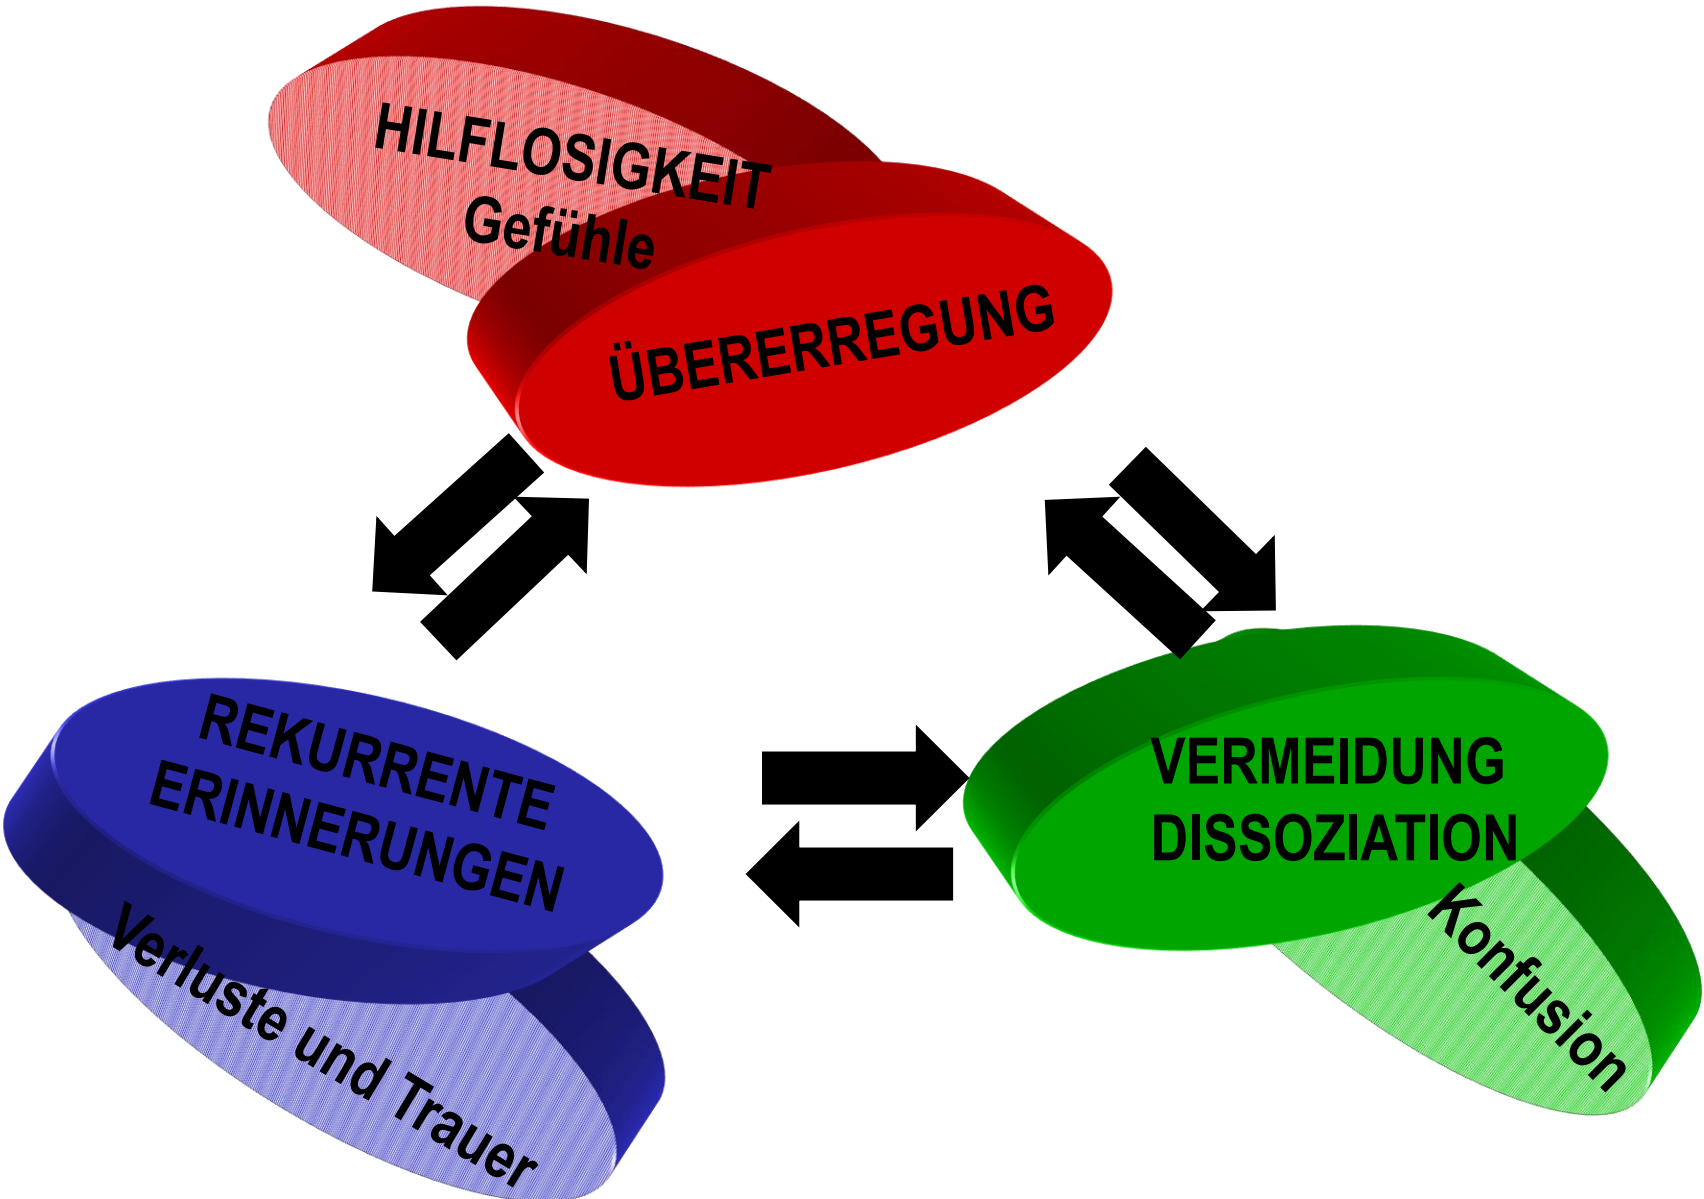 HILFLOSIGKEIT
Gefühle
ÜBERERREGUNG
REKURRENTE
ERINNERUNGEN
Verluste und Trauer
VERMEIDUNG
DISSOZIATION
Konfusion